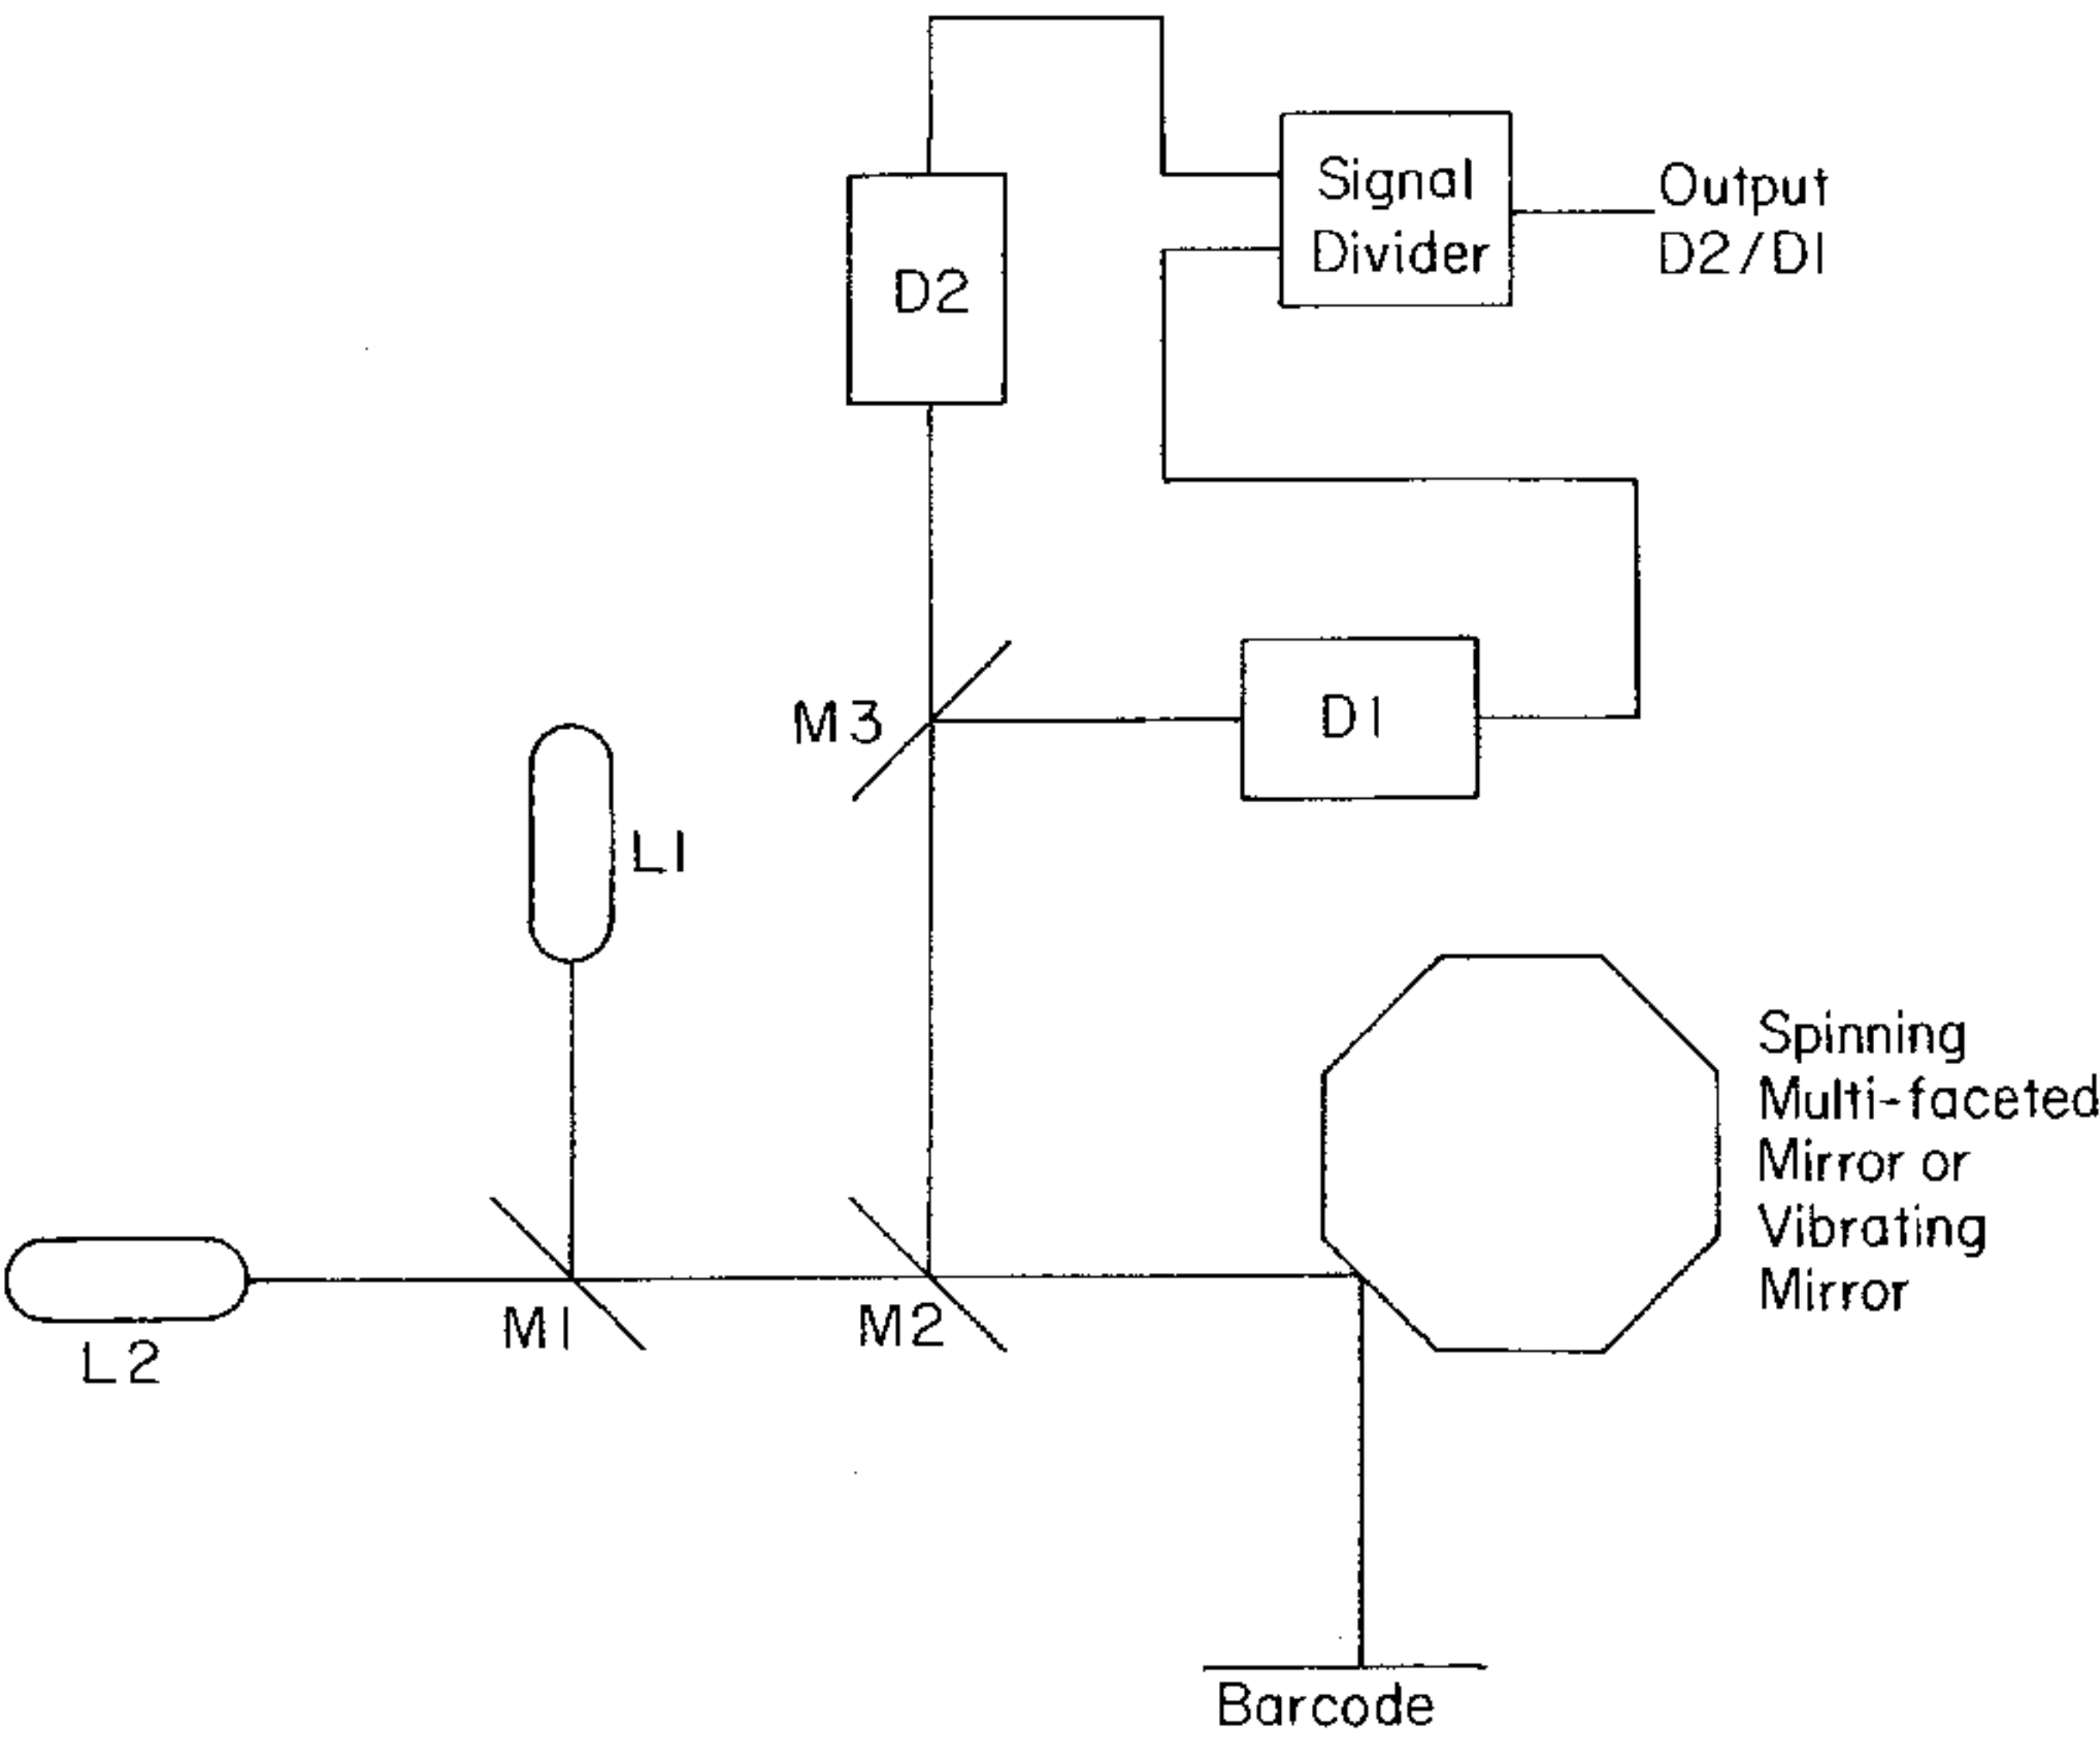 Signal
Divider
Output
D2/D1
D2
M3
D1
L1
Spinning
Multi-faceted
Mirror or
Vibrating
Mirror
M1
M2
L2
Barcode